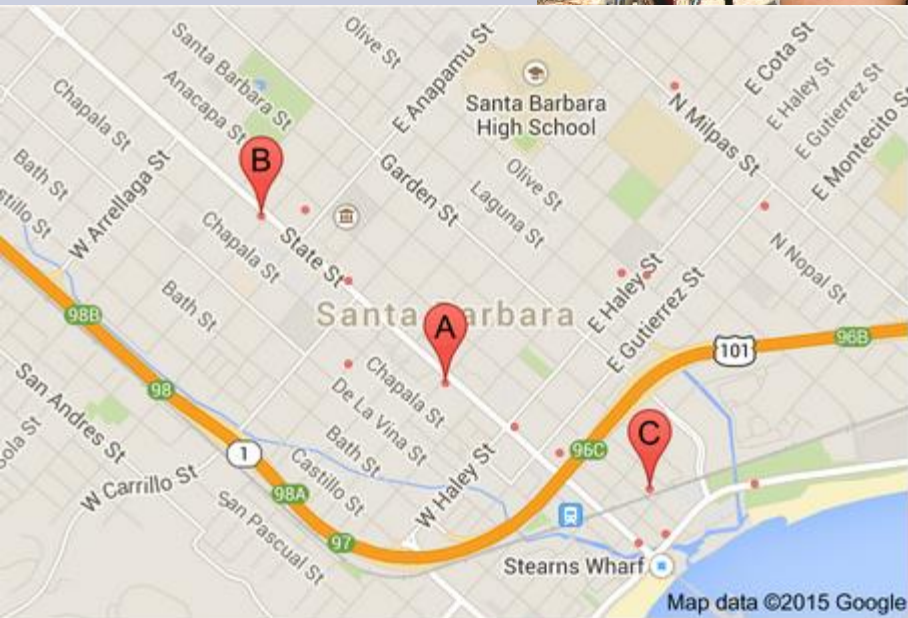 Olive St
Santa Barbara St
Anacapa St
E Anapamu St
E Cota St
E Haley St
E Gutierrez St
E Montecito St
Chapala St
Santa Barbara
High School
N Milpas St
Bath St
W Arrellaga St
B
Garden St
Olive St
Laguna St
stillo St
Chapala St
State St
N Nopal St
E Haley St
E Gutierrez St
Bath St
98B
Santa
A
arbara
101
96B
San Andres St
98
Chapala St
De La Vina St
Bath St
C
ola St
1
W Haley St
96C
W Carrillo St
98A
Castillo St
San Pascual St
97
Stearns Wharf
Map data ©2015 Google